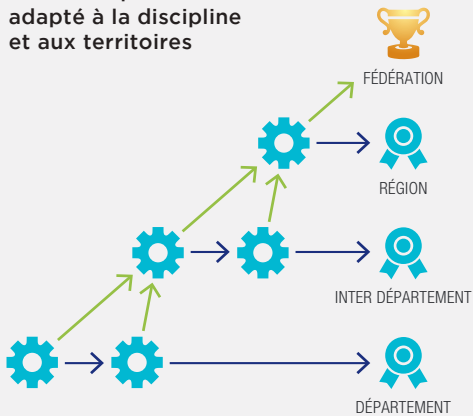 adapté à la discipline
et aux territoires
FÉDÉRATION
RÉGION
INTER DÉPARTEMENT
DÉPARTEMENT